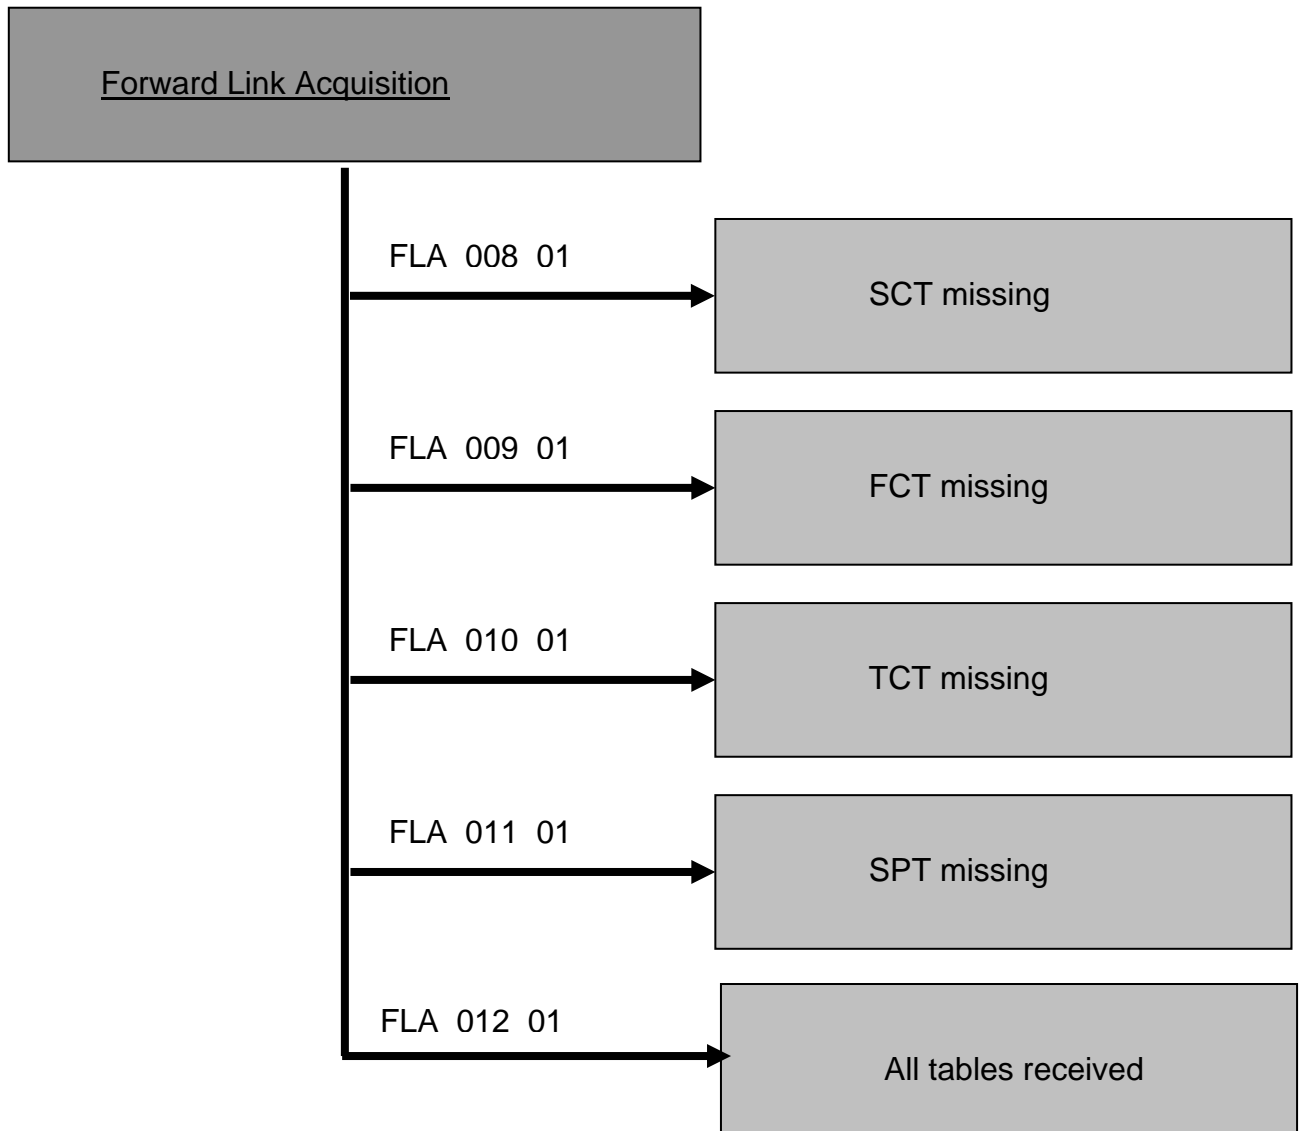 Forward Link Acquisition
FLA 008 01
SCT missing
FLA 009 01
FCT missing
FLA 010 01
TCT missing
FLA 011 01
SPT missing
FLA 012 01
All tables received